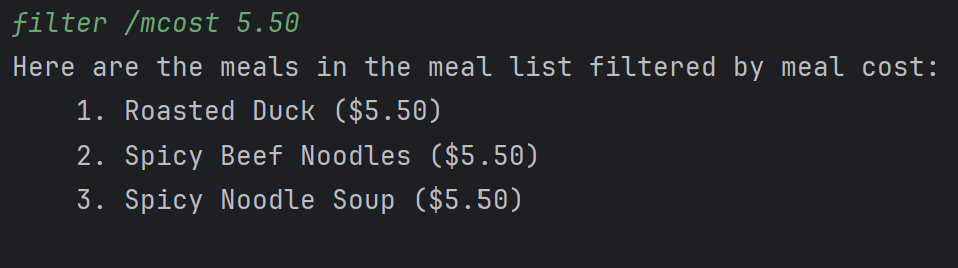 filter /mcost 5.50
Here are the meals in the meal list filtered by meal cost:
1. Roasted Duck ($5.50)
2. Spicy Beef Noodles ($5.50)
3. Spicy Noodle Soup ($5.50)